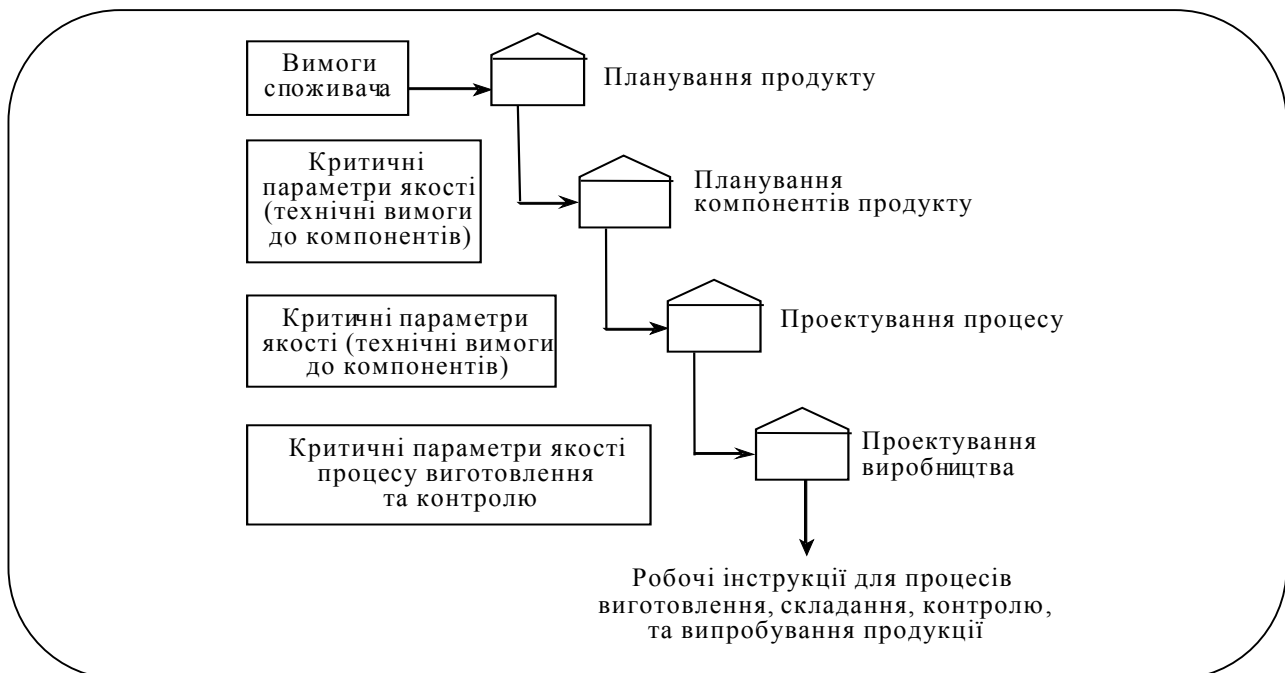 Вимоги
споживача
Планування продукту
Критичні
параметри якості
(технічні вимоги
до компонентів)
Планування
компонентів продукту
Критичні параметри
якості (технічні вимоги
до компонентів)
Проектування процесу
Критичні параметри якості
процесу виготовлення
та контролю
Проектування
виробництва
Робочі інструкції для процесів
виготовлення, складання, контролю,
та випробування продукції